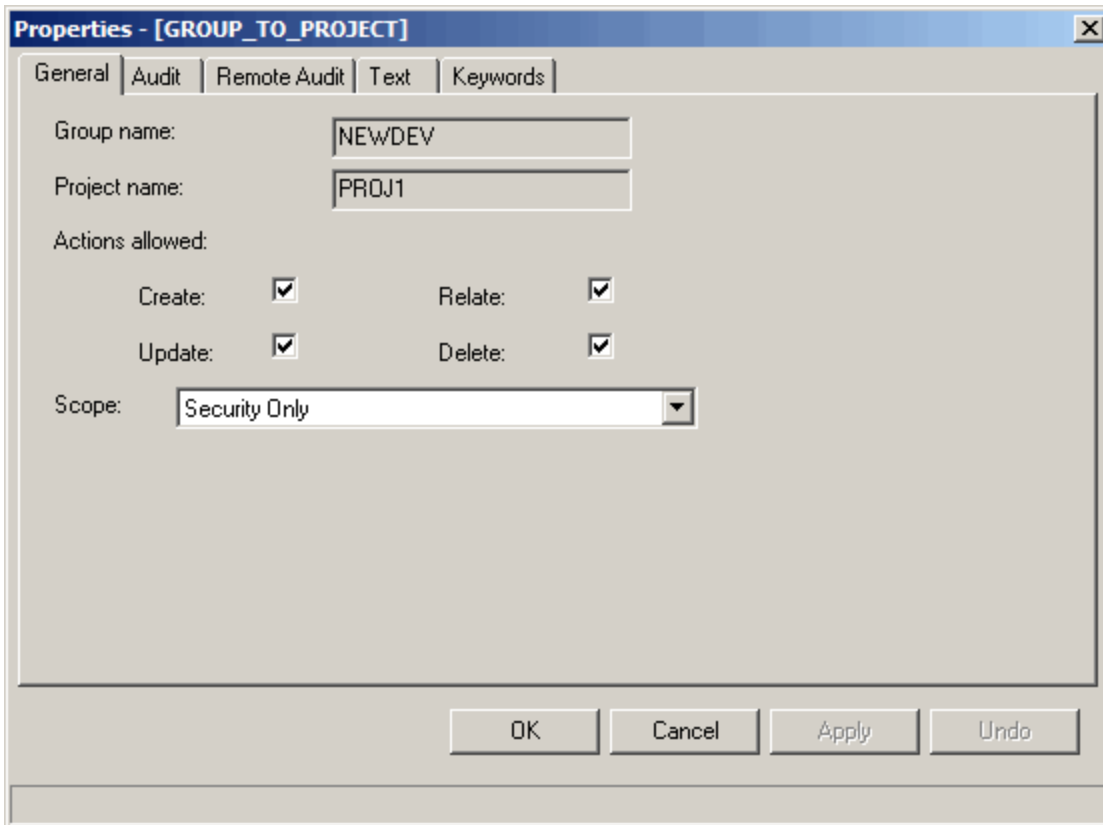 Properties - [GROUP_TO_PROJECT]
General Audit Remote Audit Text Keywords
Group name: NEWDEV
Project name: PROJ1
Actions allowed:
Create: Relate:
Update: Delete:
Scope: Security Only
OK Cancel Apply Undo